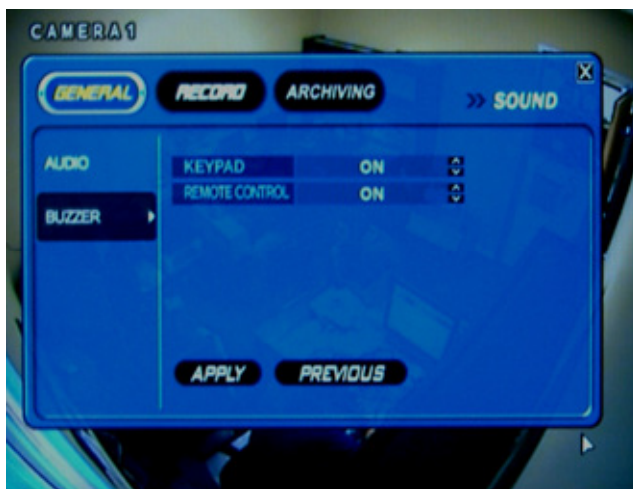 CAMERA1
GENERAL RECORD ARCHIVING >> SOUND X
AUDIO
KEYPAD ON
REMOTE CONTROL ON
BUZZER
APPLY PREVIOUS